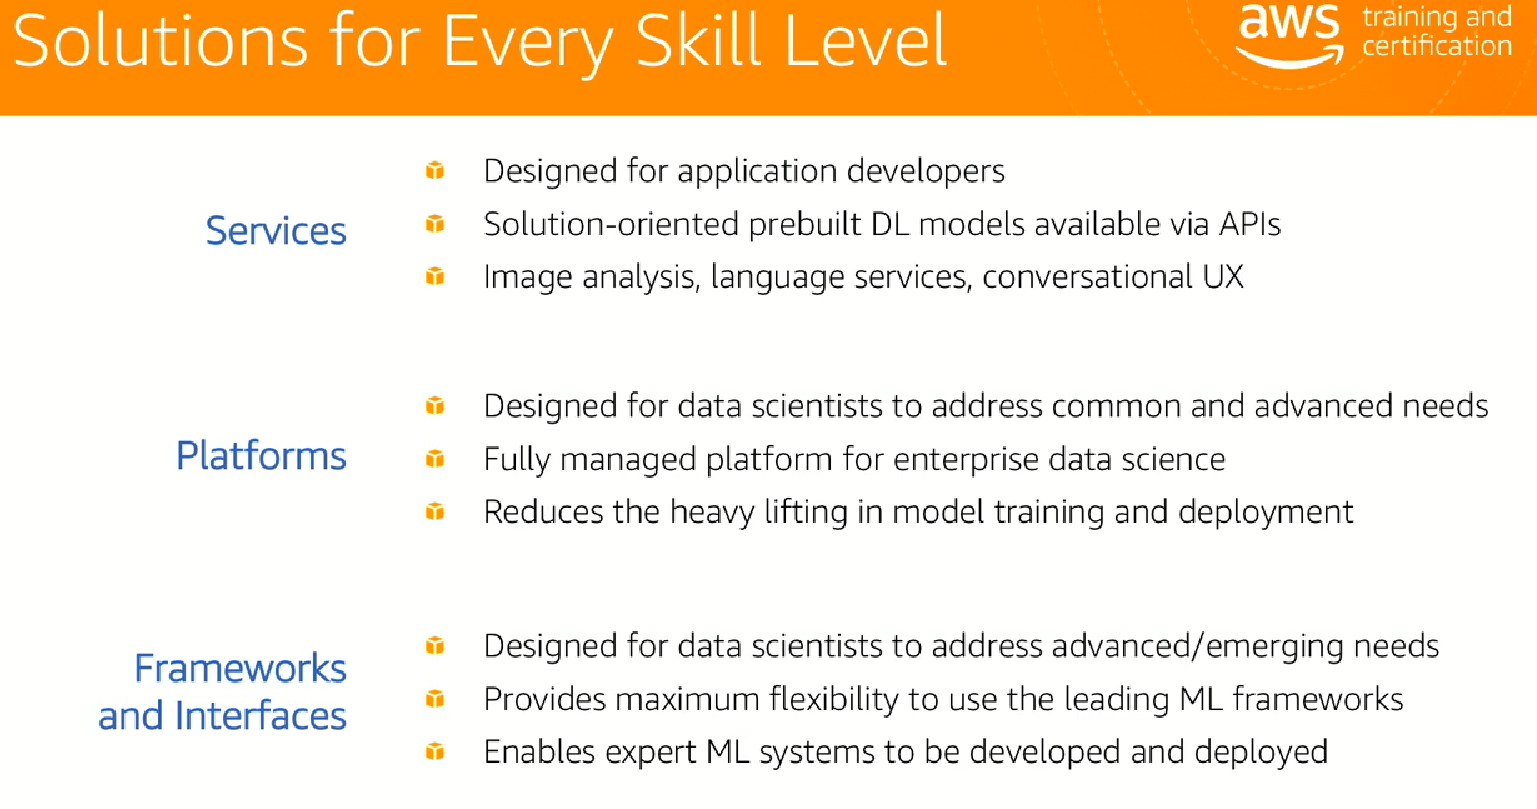 Solutions for Every Skill Level
aws training and
certification
Services
Designed for application developers
Solution-oriented prebuilt DL models available via APIs
Image analysis, language services, conversational UX
Platforms
Designed for data scientists to address common and advanced needs
Fully managed platform for enterprise data science
Reduces the heavy lifting in model training and deployment
Frameworks
and Interfaces
Designed for data scientists to address advanced/emerging needs
Provides maximum flexibility to use the leading ML frameworks
Enables expert ML systems to be developed and deployed